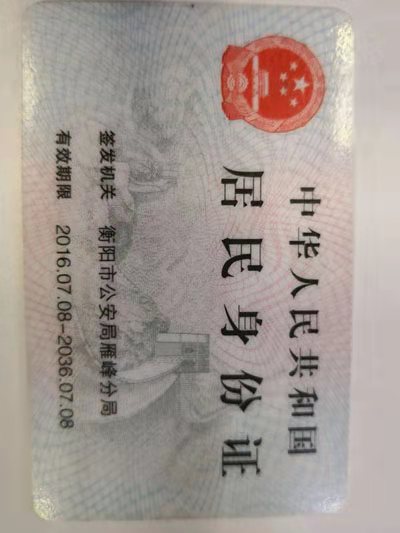 中华人民共和国
居民身份证
签发机关 衡阳市公安局雁峰分局
有效期限 2016.07.08-2036.07.08